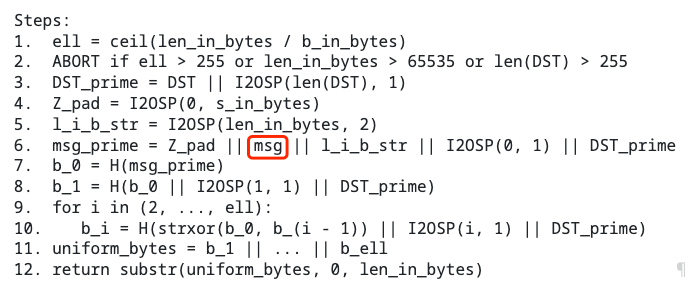 Steps:
1. ell = ceil(len_in_bytes / b_in_bytes)
2. ABORT if ell > 255 or len_in_bytes > 65535 or len(DST) > 255
3. DST_prime = DST || I2OSP(len(DST), 1)
4. Z_pad = I2OSP(0, s_in_bytes)
5. l_i_b_str = I2OSP(len_in_bytes, 2)
6. msg_prime = Z_pad || msg || l_i_b_str || I2OSP(0, 1) || DST_prime
7. b_0 = H(msg_prime)
8. b_1 = H(b_0 || I2OSP(1, 1) || DST_prime)
9. for i in (2, ..., ell):
10. b_i = H(strxor(b_0, b_(i - 1)) || I2OSP(i, 1) || DST_prime)
11. uniform_bytes = b_1 || ... || b_ell
12. return substr(uniform_bytes, 0, len_in_bytes)
¶